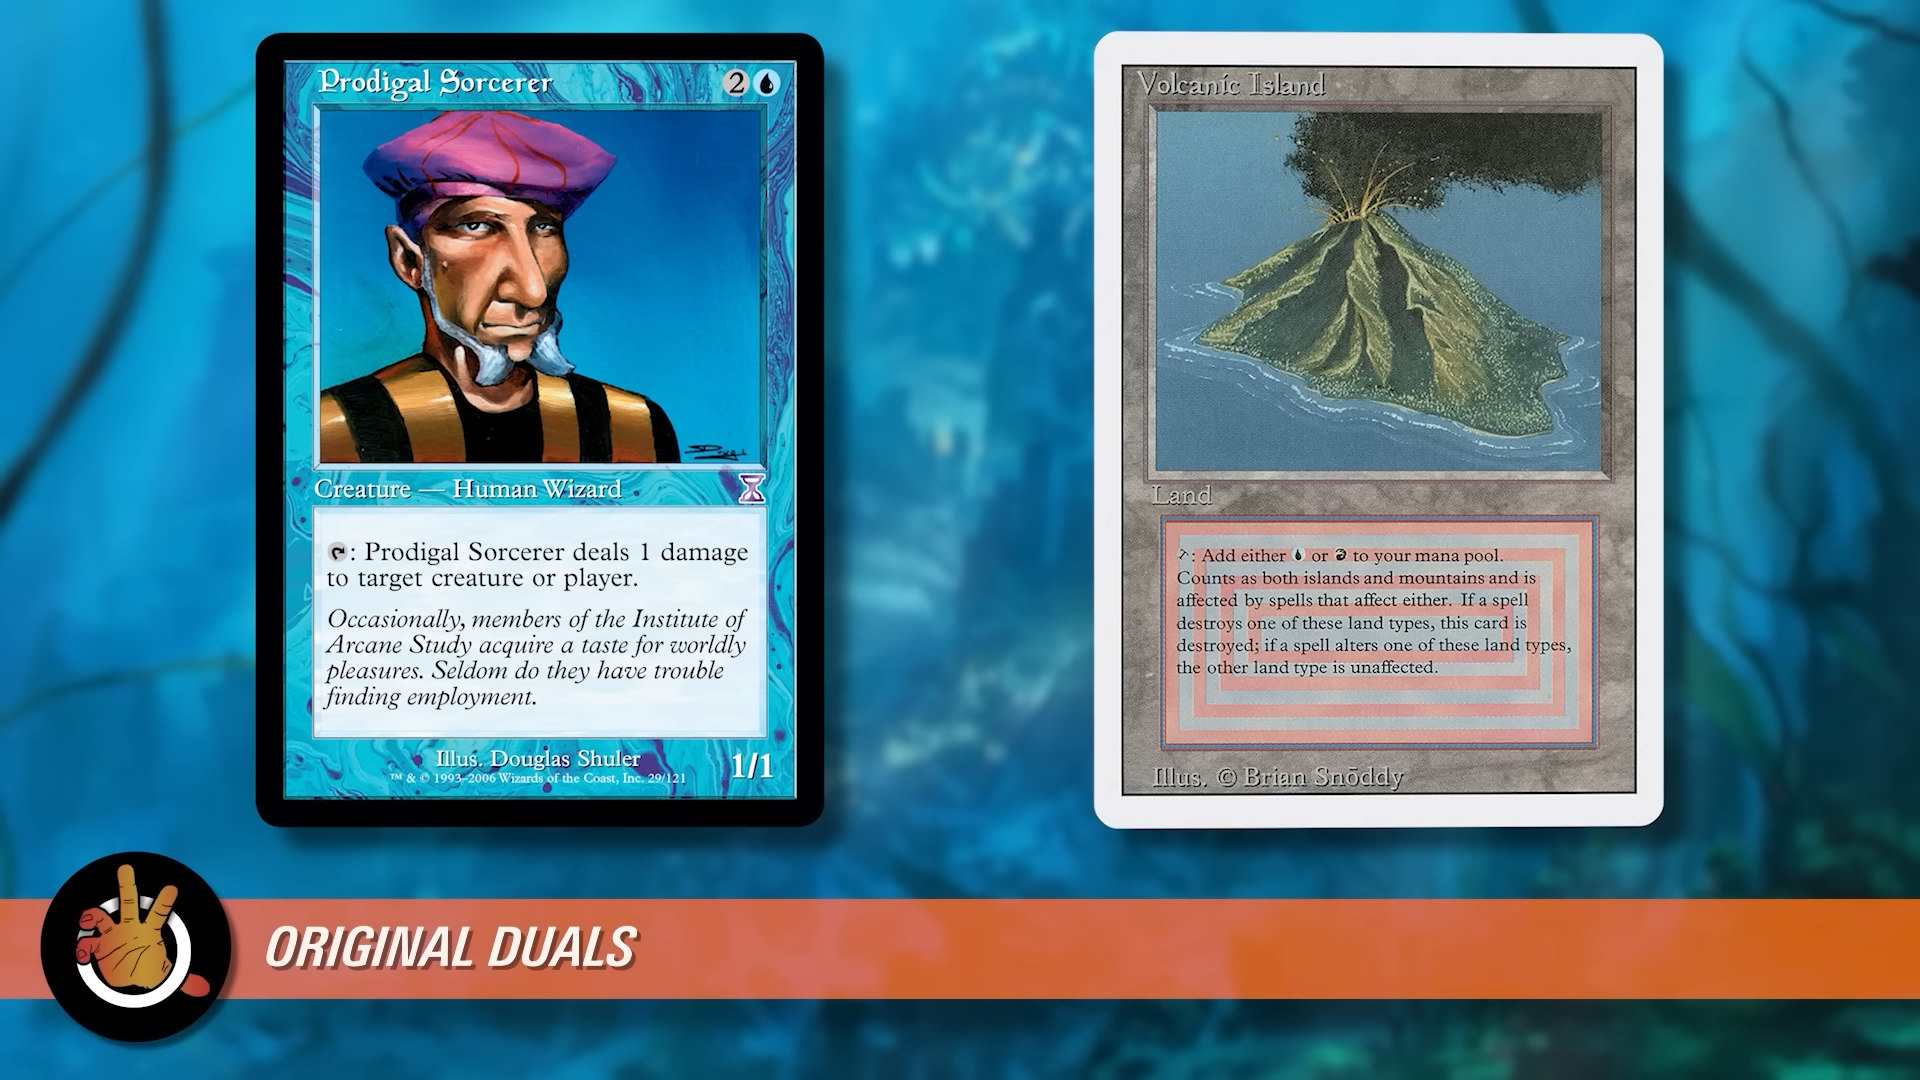 Prodigal Sorcerer
2
Creature — Human Wizard
: Prodigal Sorcerer deals 1 damage
to target creature or player.
Occasionally, members of the Institute of
Arcane Study acquire a taste for worldly
pleasures. Seldom do they have trouble
finding employment.
Illus. Douglas Shuler
™ & © 1993–2006 Wizards of the Coast, Inc. 29/121
1/1
Volcanic Island
Land
: Add either or to your mana pool.
Counts as both islands and mountains and is
affected by spells that affect either. If a spell
destroys one of these land types, this card is
destroyed; if a spell alters one of these land types,
the other land type is unaffected.
Illus. © Brian Snōddy
ORIGINAL DUALS